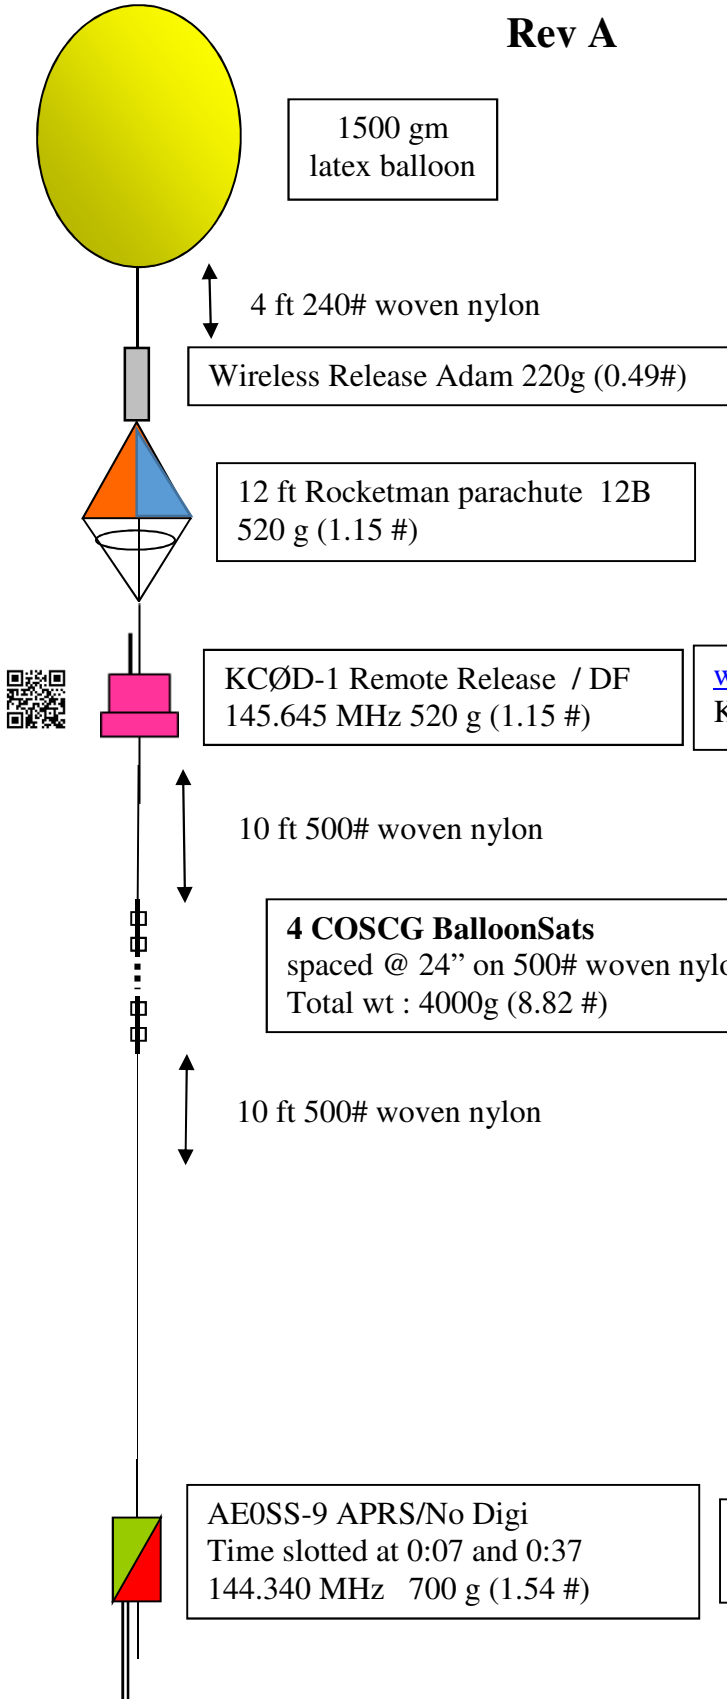 Rev A
1500 gm
latex balloon
4 ft 240# woven nylon
Wireless Release Adam 220g (0.49#)
12 ft Rocketman parachute 12B
520 g (1.15 #)
KCØD-1 Remote Release / DF
145.645 MHz 520 g (1.15 #)
10 ft 500# woven nylon
4 COSCG BalloonSats
spaced @ 24” on 500# woven
Total wt : 4000g (8.82 #)
10 ft 500# woven nylon
AE0SS-9 APRS/No Digi
Time slotted at 0:07 and 0:37
144.340 MHz 700 g (1.54 #)